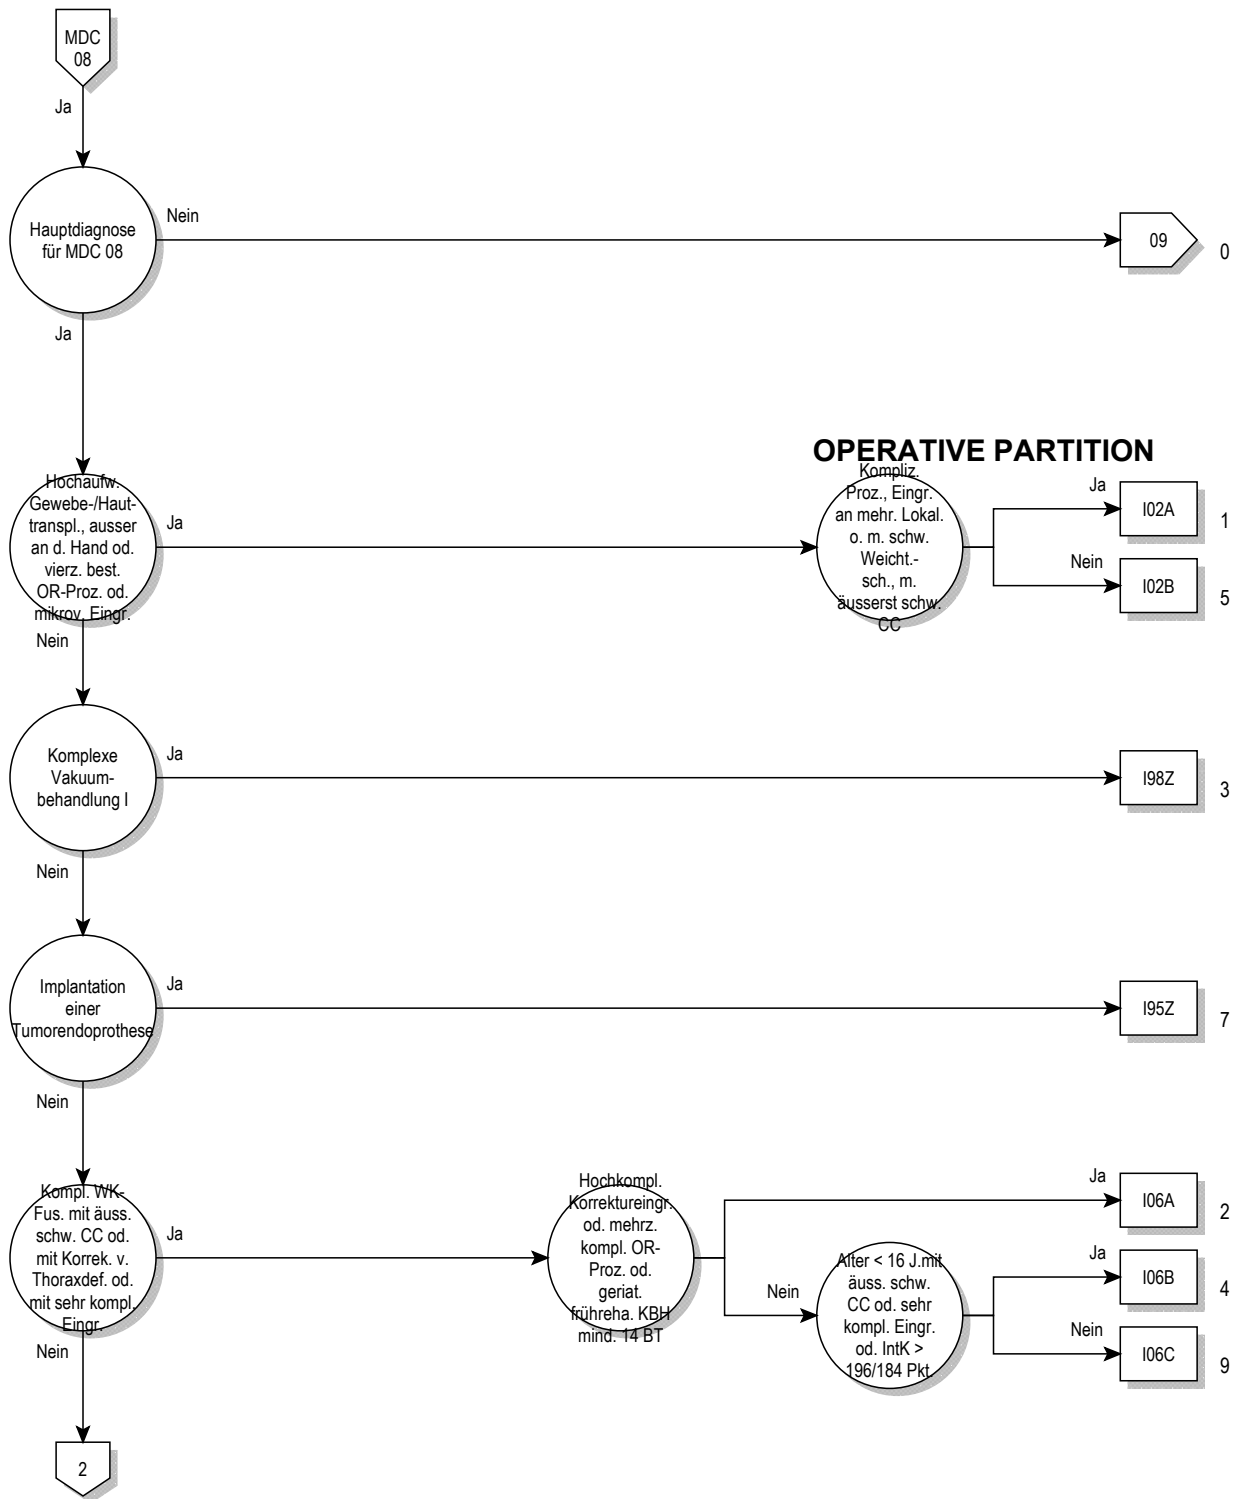 MDC
08
Ja
Hauptdiagnose
für MDC 08
Nein
09
0
Ja
OPERATIVE PARTITION
Hochaufw.
Gewebe-/Haut-
transpl., ausser
an d. Hand od.
vierz. best.
OR-Proz. od.
mikrov. Eingr.
Ja
Kompliz.
Proz., Eingr.
an mehr. Lokal.
o. m. schw.
Weicht.-
sch., m.
äusserst schw.
CC
Ja
I02A
1
Nein
I02B
5
Nein
Komplexe
Vakuum-
behandlung I
Ja
I98Z
3
Nein
Implantation
einer
Tumorendoprothese
Ja
I95Z
7
Nein
Kompl. WK-
Fus. mit äuss.
schw. CC od.
mit Korrek. v.
Thoraxdef. od.
mit sehr kompl.
Eingr.
Ja
Hochkompl.
Korrektureingr.
od. mehrz.
kompl. OR-
Proz. od.
geriat.
frühreha. KBH
mind. 14 BT
Ja
I06A
2
Nein
Alter < 16 J.mit
äuss. schw.
CC od. sehr
kompl. Eingr.
od. IntK >
196/184 Pkt.
Ja
I06B
4
Nein
I06C
9
Nein
2